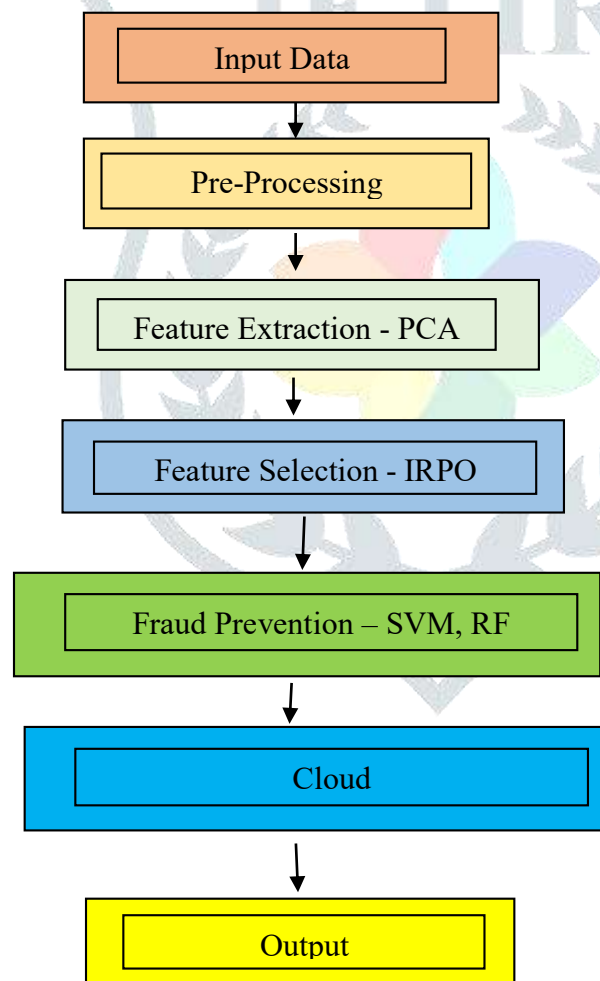 Input Data
Pre-Processing
Feature Extraction - PCA
Feature Selection - IRPO
Fraud Prevention – SVM, RF
Cloud
Output